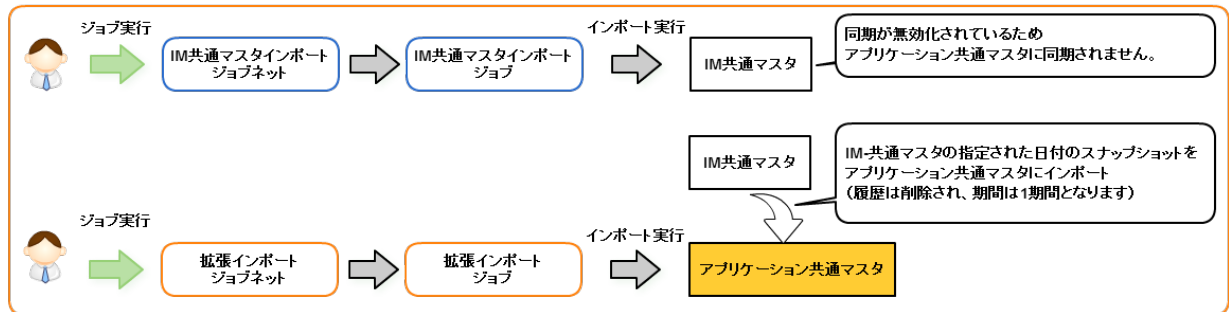 ジョブ実行
IM共通マスタインポート
ジョブネット
IM共通マスタインポート
ジョブ
インポート実行
IM共通マスタ
同期が無効化されているため
アプリケーション共通マスタに同期されません。
IM共通マスタ
IM-共通マスタの指定された日付のスナップショットを
アプリケーション共通マスタにインポート
（履歴は削除され、期間は1期間となります）
ジョブ実行
拡張インポート
ジョブネット
拡張インポート
ジョブ
インポート実行
アプリケーション共通マスタ